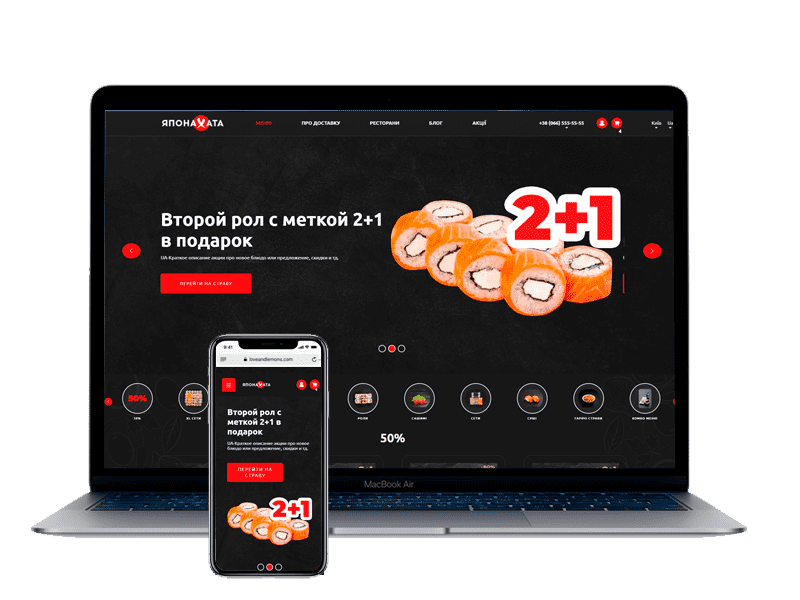 ЯПОНАХАТА
МЕНЮ
ПРО ДОСТАВКУ
РЕСТОРАНИ
БЛОГ
АКЦІЇ
+38 (066) 555-55-55
Київ
Ua
Второй рол с меткой 2+1
в подарок
UA-Краткое описание акции про новое блюдо или предложение, скидки и тд.
ПЕРЕЙТИ НА СТРАВУ
2+1
50%
50%
XL СЕТИ
РОЛИ
САШИМІ
СЕТИ
СУШІ
ГАРЯЧІ СТРАВИ
КОМБО МЕНЮ
50%
MacBook Air
9:41
loveandlemons.com
ЯПОНАХАТА
Второй рол с
меткой 2+1 в
подарок
UA-Краткое описание акции про новое
блюдо или предложение, скидки и тд.
ПЕРЕЙТИ НА
СТРАВУ
2+1